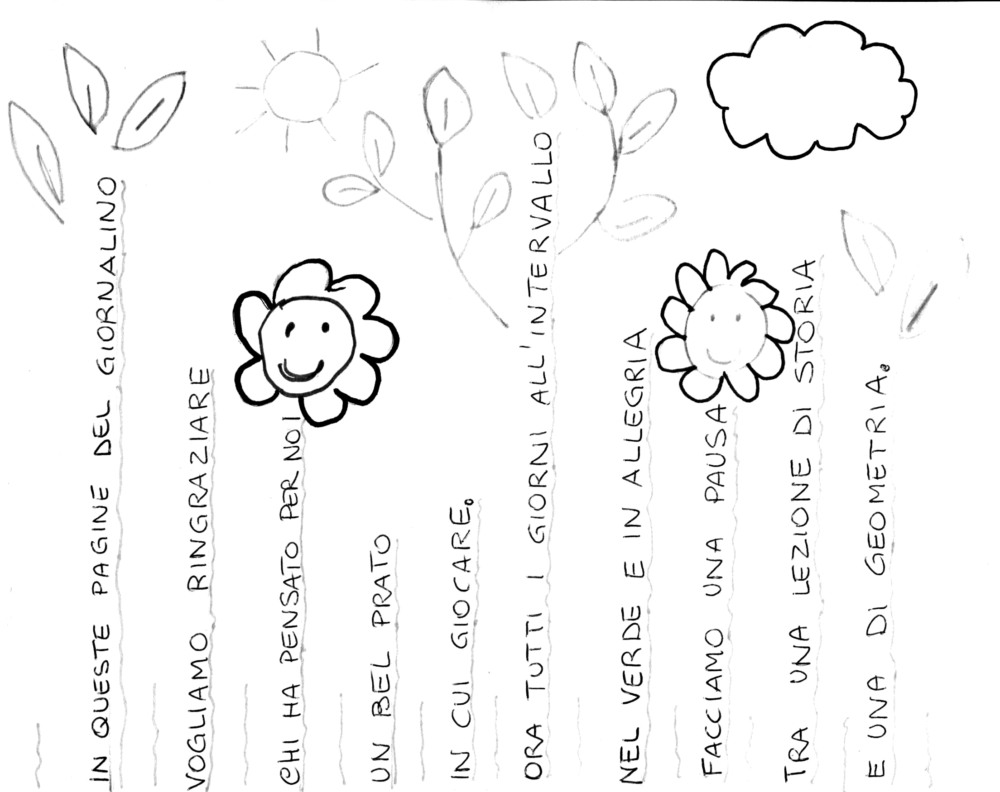 IN QUESTE PAGINE DEL GIORNALINO
VOGLIAMO RINGRAZIARE
CHI HA PENSATO PER NOI
UN BEL PRATO
IN CUI GIOCARE.
ORA TUTTI I GIORNI ALL'INTERVALLO
NEL VERDE E IN ALLEGRIA
FACCIAMO UNA PAUSA
TRA UNA LEZIONE DI STORIA
E UNA DI GEOMETRIA.